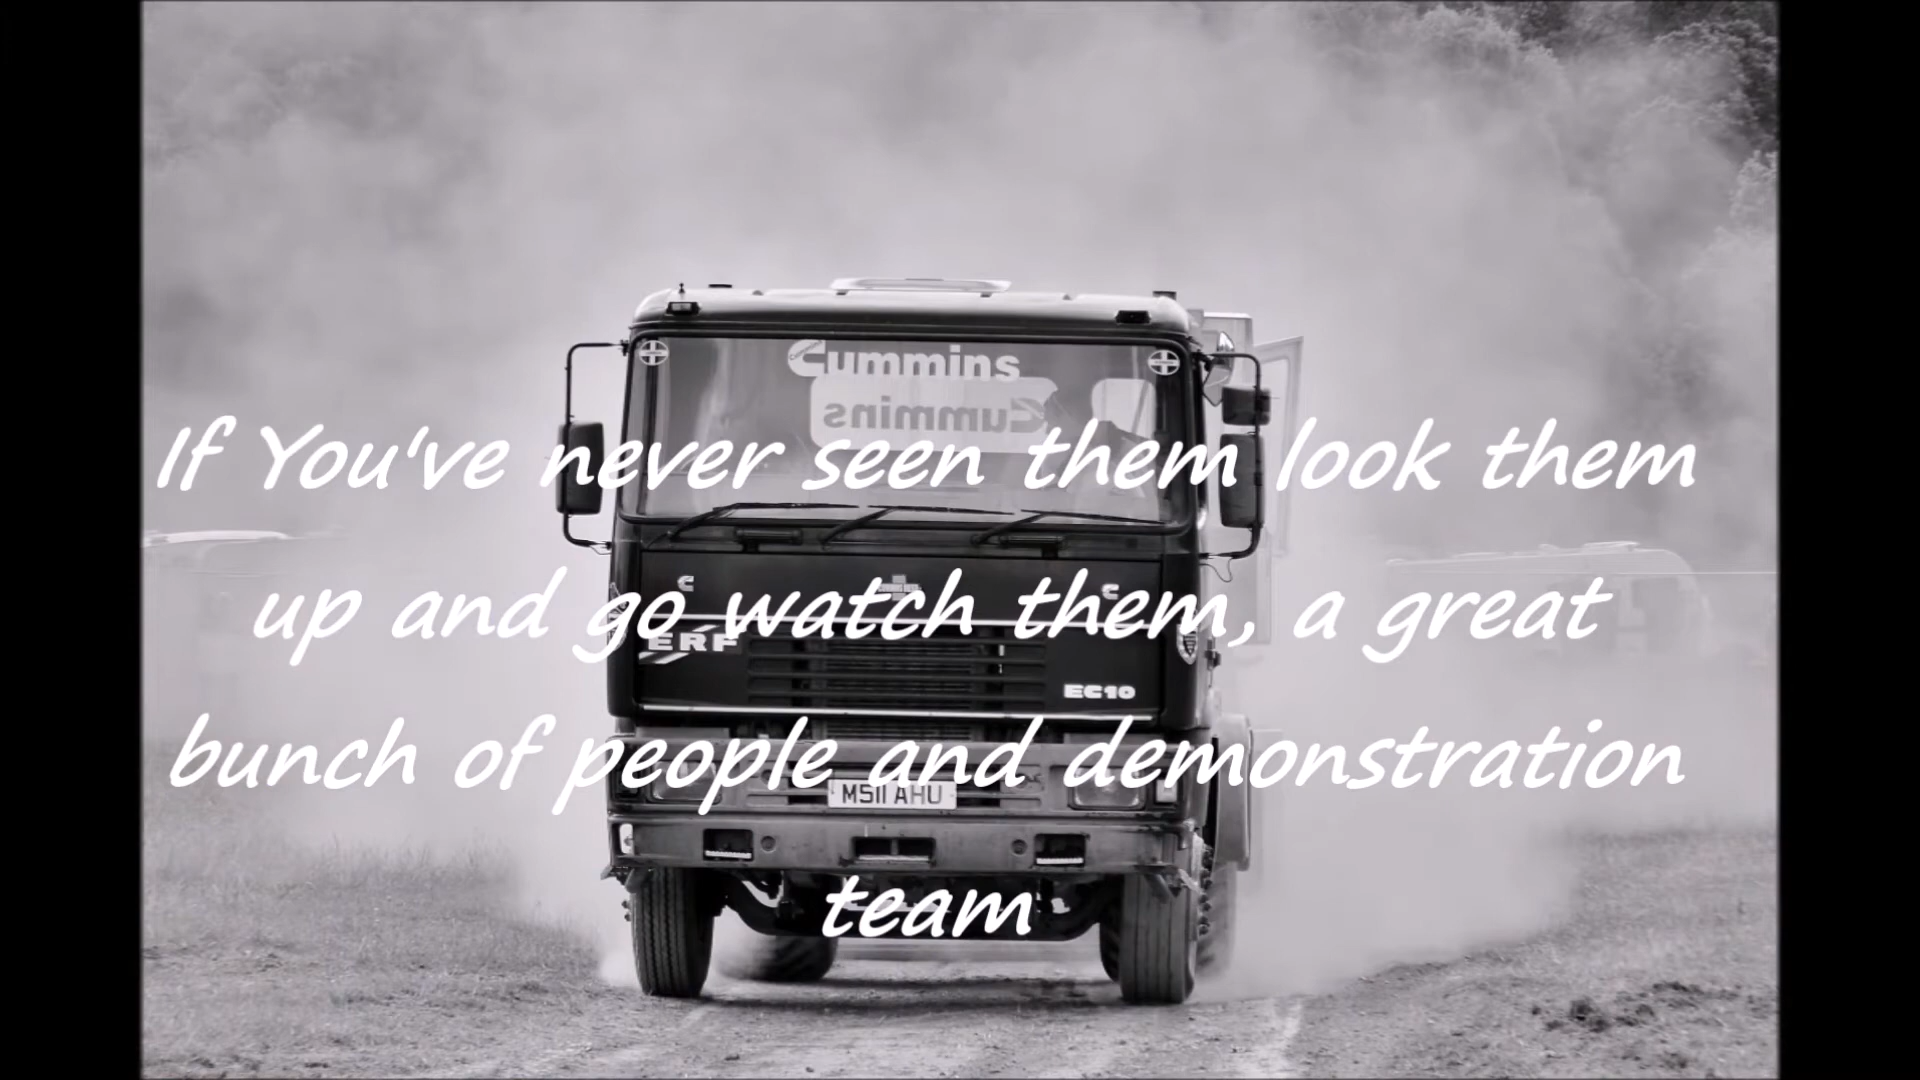 Cummins
Cummins
If You've never seen them look them
up and go watch them, a great
ERF
EC10
bunch of people and demonstration
M511 AHU
team